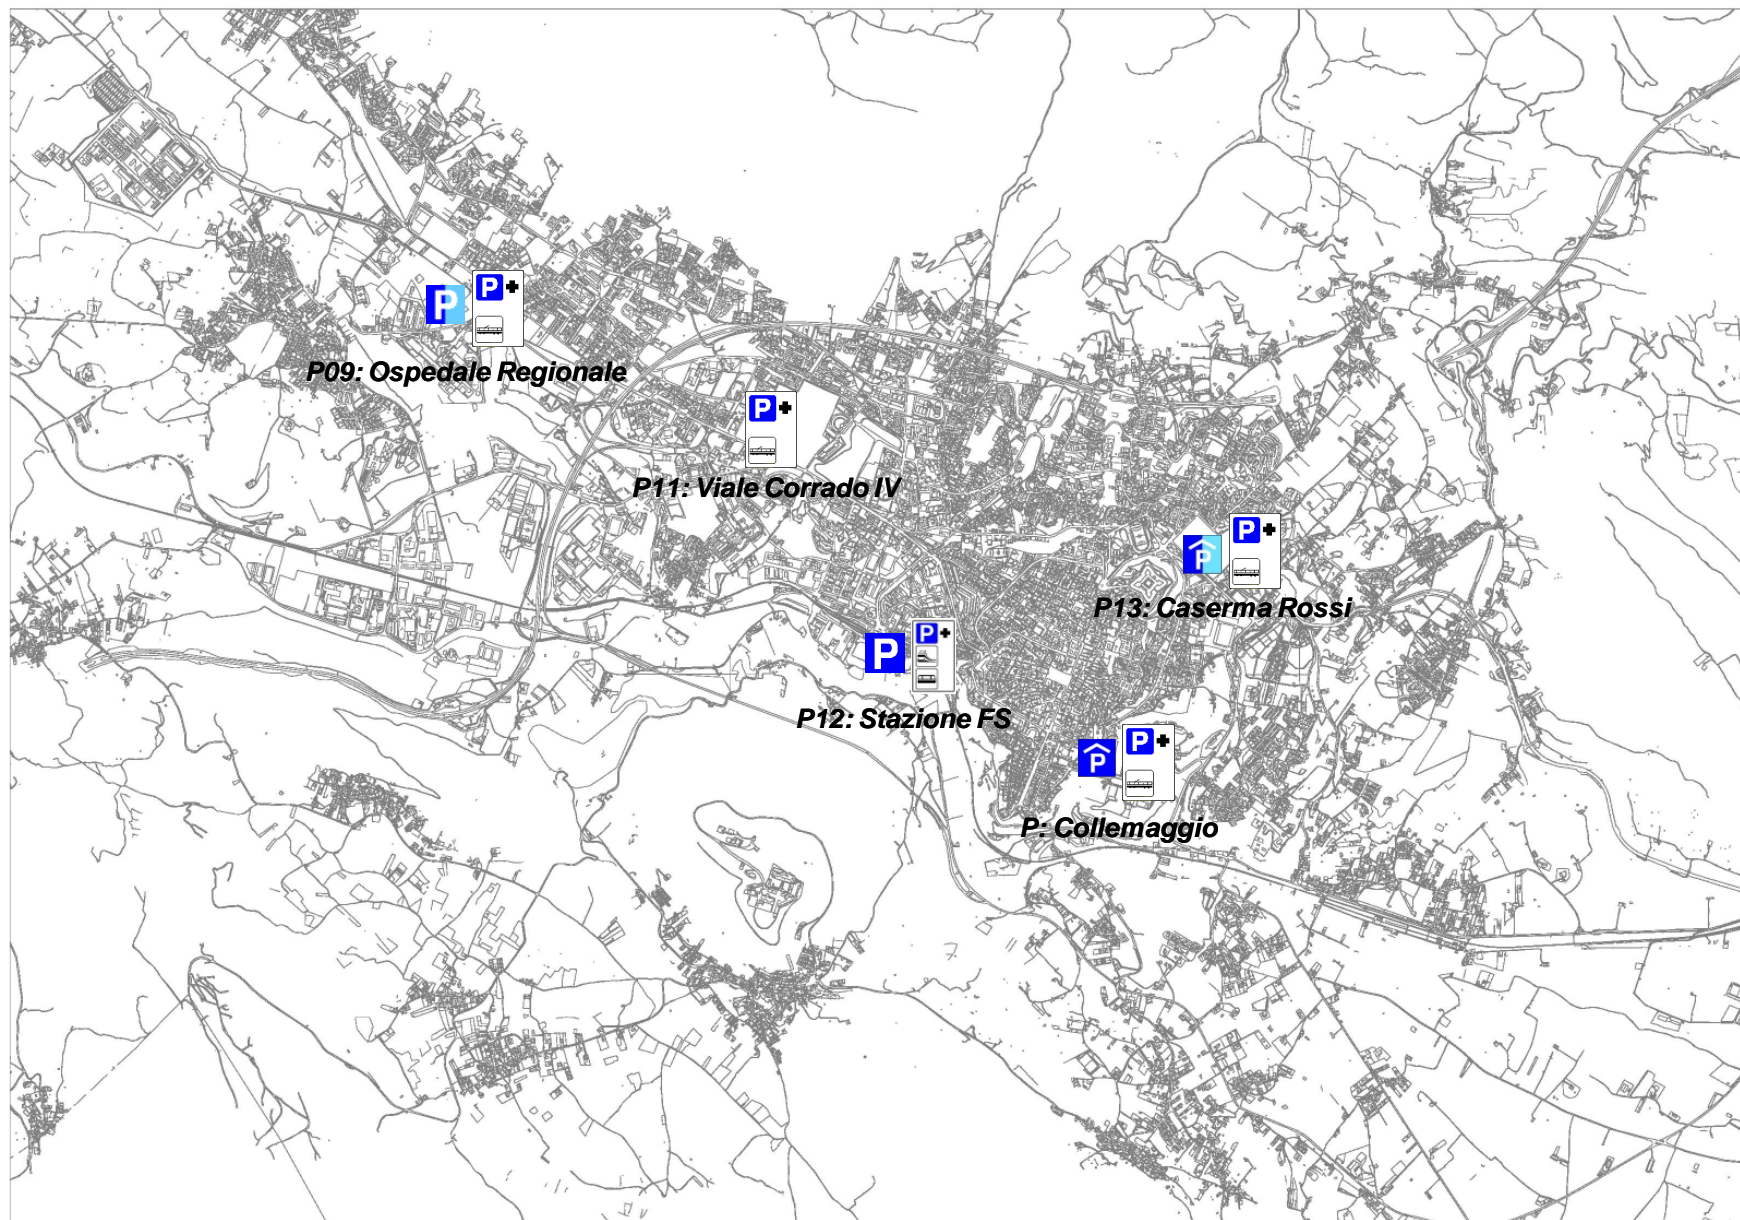 P
P
P09: Ospedale Regionale
P
P11: Viale Corrado IV
P
P
P13: Caserma Rossi
P
P
P12: Stazione FS
P
P
P: Collemaggio